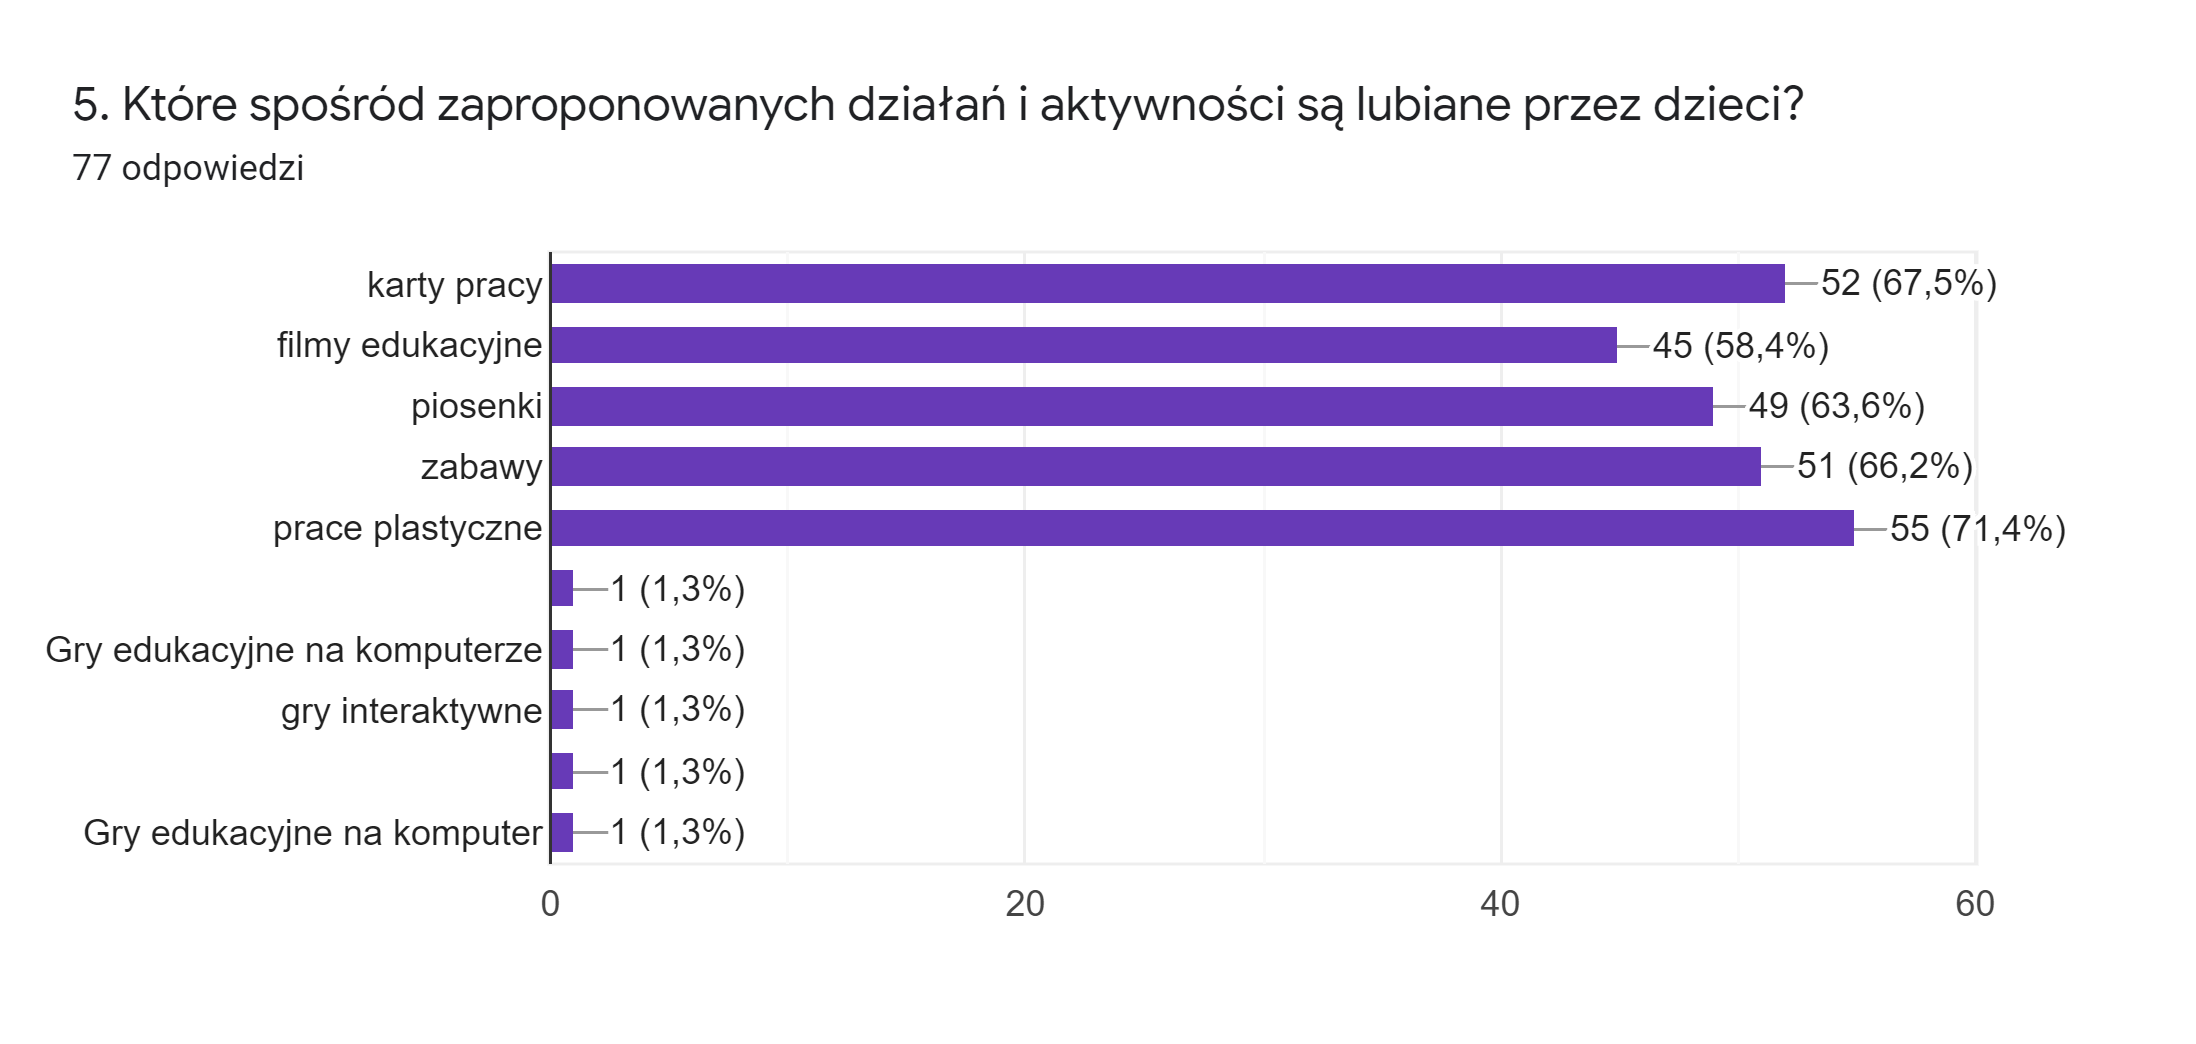 5. Które spośród zaproponowanych działań i aktywności są lubiane przez dzieci?
77 odpowiedzi
karty pracy 52 (67,5%)
filmy edukacyjne 45 (58,4%)
piosenki 49 (63,6%)
zabawy 51 (66,2%)
prace plastyczne 55 (71,4%)
1 (1,3%)
Gry edukacyjne na komputerze 1 (1,3%)
gry interaktywne 1 (1,3%)
1 (1,3%)
Gry edukacyjne na komputer 1 (1,3%)
0 20 40 60